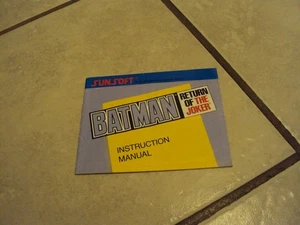 SUNSOFT
BATMAN
RETURN
OF THE
JOKER
INSTRUCTION
MANUAL